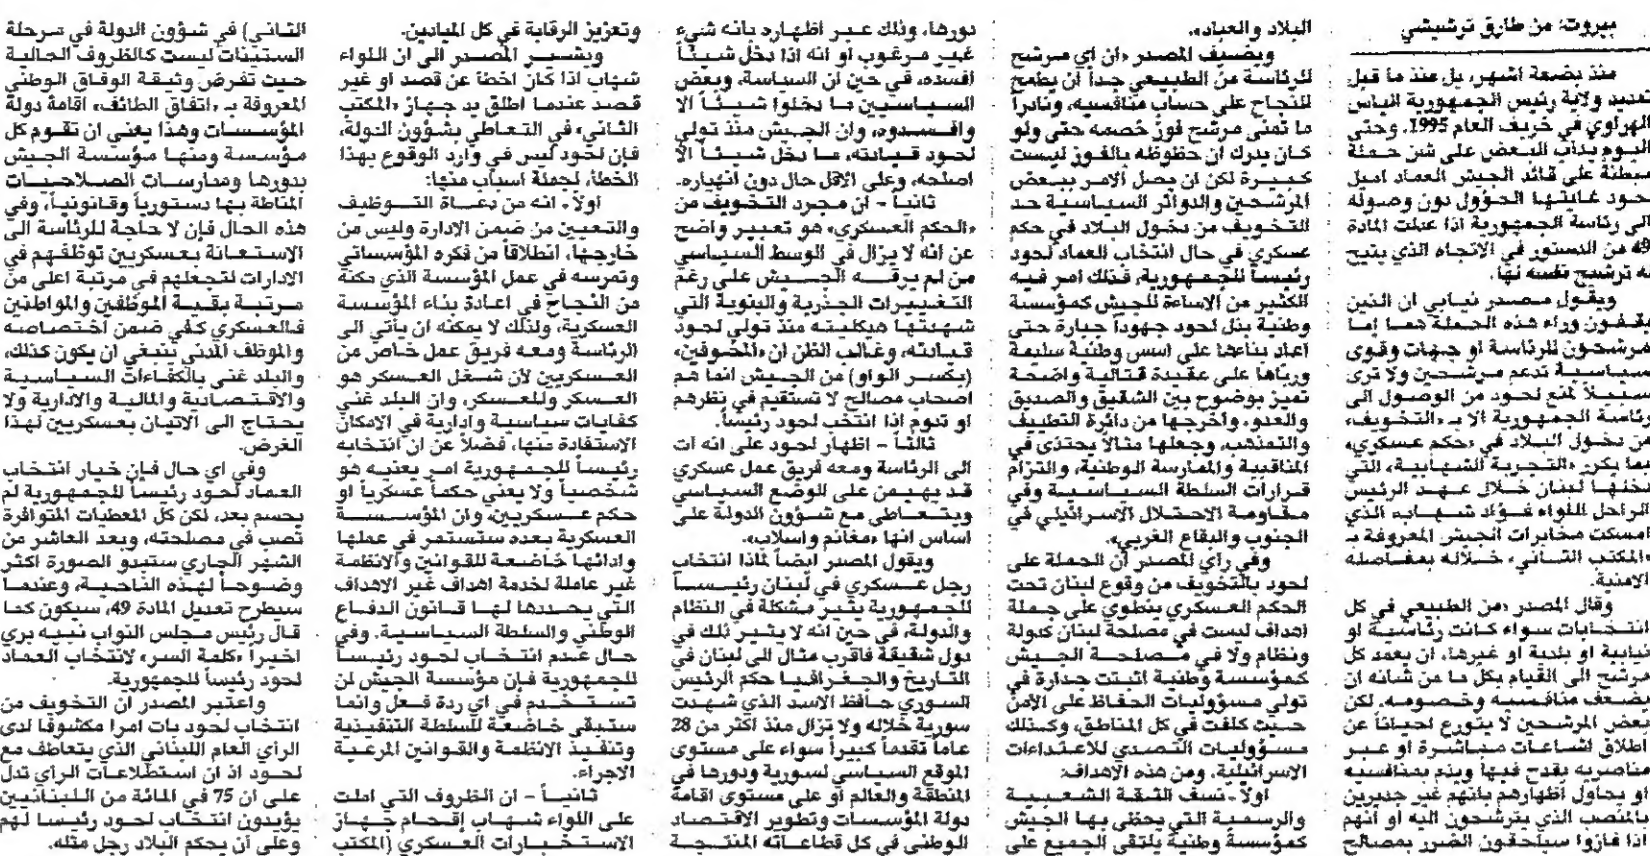 بيروت: من طارق ترشيشي
منذ بضعة اشهر، بل منذ ما قبل
تمديد ولاية رئيس الجمهورية الياس
الهراوي في خريف العام 1995، وحتى
اليوم يدأب البعض على شن حملة
مبطنة على قائد الجيش العماد اميل
لحود غايتها الحؤول دون وصوله
الى رئاسة الجمهورية اذا عدلت المادة
49 من الدستور في الاتجاه الذي يتيح
له ترشيح نفسه لها.
ويقول مصدر نيابي ان الذين
يقفون وراء هذه الحملة هما اما
مرشحون للرئاسة او جهات وقوى
سياسية تدعم مرشحين ولا ترى
سبيلاً لمنع لحود من الوصول الى
رئاسة الجمهورية الا بـ «التخويف»
من دخول البلاد في «حكم عسكري»
بما يكرر «التجربة الشهابية» التي
دخلها لبنان خلال عهد الرئيس
الراحل اللواء فؤاد شهاب، الذي
امسكت مخابرات الجيش المعروفة بـ
«المكتب الثاني» خلاله بمفاصله
الامنية.
وقال المصدر «من الطبيعي في كل
انتخابات سواء كانت رئاسية او
نيابية او بلدية او غيرها، ان يعمد كل
مرشح الى القيام بكل ما من شانه ان
يضعف منافسيه وخصومه. لكن
بعض المرشحين لا يتورع احياناً عن
اطلاق اشاعات مباشرة او عبر
مناصريه يقدح فيها ويذم بمنافسيه
او يحاول اظهارهم بانهم غير جديرين
بالمنصب الذي يترشحون اليه او انهم
اذا فازوا سيلحقون الضرر بمصالح
البلاد والعباد».
ويضيف المصدر «ان اي مرشح
للرئاسة من الطبيعي جداً ان يطمح
للنجاح على حساب منافسيه، ونادراً
ما تمنى مرشح فوز خصمه حتى ولو
كان يدرك ان حظوظه بالفوز ليست
كبيرة لكن ان يصل الامر ببعض
المرشحين والدوائر السياسية حد
التخويف من دخول البلاد في حكم
عسكري في حال انتخاب العماد لحود
رئيساً للجمهورية، فذلك امر فيه
الكثير من الاساءة للجيش كمؤسسة
وطنية بذل لحود جهوداً جبارة حتى
اعاد بناءها على اسس وطنية سليمة
ورباها على عقيدة قتالية واضحة
تميز بوضوح بين الشقيق والصديق
والعدو، واخرجها من دائرة التطييف
والتمذهب، وجعلها مثالاً يحتذى في
المناقبية والممارسة الوطنية، والتزام
قرارات السلطة السياسية وفي
مقاومة الاحتلال الاسرائيلي في
الجنوب والبقاع الغربي».
وفي رأي المصدر أن الحملة على
لحود بالتخويف من وقوع لبنان تحت
الحكم العسكري ينطوي على جملة
اهداف ليست في مصلحة لبنان كدولة
ونظام ولا في مصلحة الجيش
كمؤسسة وطنية اثبتت جدارة في
تولي مسؤوليات الحفاظ على الامن
حيث كلفت في كل المناطق، وكذلك
مسؤوليات التصدي للاعتداءات
الاسرائيلية. ومن هذه الاهداف:
اولاً - نسف الثقة الشعبية
والرسمية التي يحظى بها الجيش
كمؤسسة وطنية يلتقي الجميع على
دورها، وذلك عبر اظهاره بانه شيء
غير مرغوب او انه اذا دخل شيئاً
افسده، في حين ان السياسة، وبعض
السياسيين ما دخلوا شيئاً الا
وافسدوه، وان الجيش منذ تولي
لحود قيادته، ما دخل شيئاً الا
اصلحه، وعلى الاقل حال دون انهياره.
ثانياً - ان مجرد التخويف من
«الحكم العسكري» هو تعبير واضح
عن انه لا يزال في الوسط السياسي
من لم يرقه الجيش على رغم
التغييرات الجذرية والبنوية التي
شهدتها هيكليته منذ تولي لحود
قيادته، وغالب الظن ان «المخوفين»
(بكسر الواو) من الجيش انما هم
اصحاب مصالح لا تستقيم في نظرهم
او تدوم اذا انتخب لحود رئيساً.
ثالثاً - اظهار لحود على انه آت
الى الرئاسة ومعه فريق عمل عسكري
قد يهيمن على الوضع السياسي
ويتعاطى مع شؤون الدولة على
اساس انها «مغانم واسلاب».
ويقول المصدر ايضاً لماذا انتخاب
رجل عسكري في لبنان رئيساً
للجمهورية يثير مشكلة في النظام
والدولة، في حين انه لا يثير ذلك في
دول شقيقة فاقرب مثال الى لبنان في
التاريخ والجغرافيا حكم الرئيس
السوري حافظ الاسد الذي شهدت
سورية خلاله ولا تزال منذ اكثر من 28
عاماً تقدماً كبيراً سواء على مستوى
الموقع السياسي لسورية ودورها في
المنطقة والعالم او على مستوى اقامة
دولة المؤسسات وتطوير الاقتصاد
الوطني في كل قطاعاته المنتجة
وتعزيز الرقابة في كل الميادين.
ويشير المصدر الى ان اللواء
شهاب اذا كان اخطأ عن قصد او غير
قصد عندما اطلق يد جهاز «المكتب
الثاني» في التعاطي بشؤون الدولة،
فإن لحود ليس في وارد الوقوع بهذا
الخطأ، لجملة اسباب منها:
اولاً - انه من دعاة التوظيف
والتعيين من ضمن الادارة وليس من
خارجها، انطلاقاً من فكره المؤسساتي
وتمرسه في عمل المؤسسة الذي مكنه
من النجاح في اعادة بناء المؤسسة
العسكرية، ولذلك لا يمكنه ان يأتي الى
الرئاسة ومعه فريق عمل خاص من
العسكريين لأن شغل العسكر هو
العسكر وللعسكر، وان البلد غني
كفايات سياسية وادارية في الامكان
الاستفادة منها، فضلاً عن ان انتخابه
رئيساً للجمهورية امر يعنيه هو
شخصياً ولا يعني حكماً عسكرياً او
حكم عسكريين، وان المؤسسة
العسكرية بعده ستستمر في عملها
وادائها خاضعة للقوانين والانظمة
غير عاملة لخدمة اهداف غير الاهداف
التي يحددها لها قانون الدفاع
الوطني والسلطة السياسية. وفي
حال عدم انتخاب لحود رئيساً
للجمهورية فإن مؤسسة الجيش لن
تستخدم في اي ردة فعل وانما
ستبقى خاضعة للسلطة التنفيذية
وتنفيذ الانظمة والقوانين المرعية
الاجراء.
ثانيـاً - ان الظروف التي املت
على اللواء شهاب إقحام جهاز
الاستخبارات العسكري (المكتب
الثاني) في شؤون الدولة في مرحلة
الستينات ليست كالظروف الحالية
حيث تفرض وثيقة الوفاق الوطني
المعروفة بـ «اتفاق الطائف» اقامة دولة
المؤسسات وهذا يعني ان تقوم كل
مؤسسة ومنها مؤسسة الجيش
بدورها وممارسات الصلاحيات
المناطة بها دستورياً وقانونياً، وفي
هذه الحال فإن لا حاجة للرئاسة الى
الاستعانة بعسكريين توظفهم في
الادارات لتجعلهم في مرتبة اعلى من
مرتبة بقية الموظفين والمواطنين
فالعسكري كفي ضمن اختصاصه
والموظف المدني ينبغي ان يكون كذلك،
والبلد غني بالكفاءات السياسية
والاقتصادية والمالية والادارية ولا
يحتاج الى الاتيان بعسكريين لهذا
الغرض.
وفي اي حال فإن خيار انتخاب
العماد لحود رئيساً للجمهورية لم
يحسم بعد، لكن كل المعطيات المتوافرة
تصب في مصلحته، وبعد العاشر من
الشهر الجاري ستبدو الصورة اكثر
وضوحاً لهذه الناحية، وعندما
سيطرح تعديل المادة 49، سيكون كما
قال رئيس مجلس النواب نبيه بري
اخيرا «كلمة السر» لانتخاب العماد
لحود رئيساً للجمهورية.
واعتبر المصدر ان التخويف من
انتخاب لحود بات امرا مكشوفا لدى
الرأي العام اللبناني الذي يتعاطف مع
لحود اذ ان استطلاعات الرأي تدل
على ان 75 في المائة من اللبنانيين
يؤيدون انتخاب لحود رئيسا لهم
وعلى أن يحكم البلاد رجل مثله.